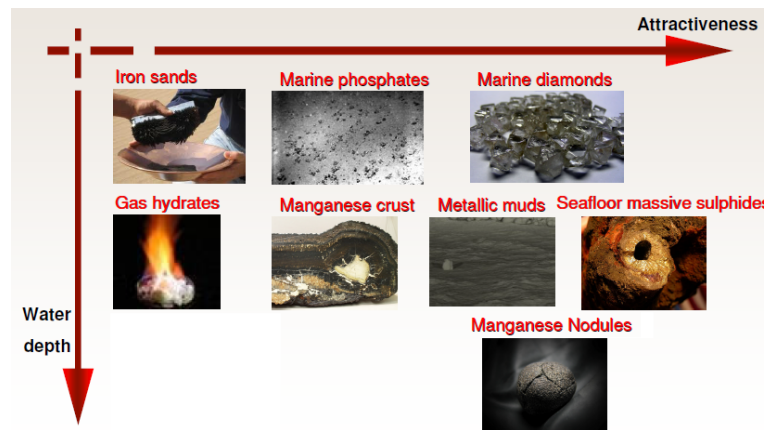 Attractiveness
Iron sands
Marine phosphates
Marine diamonds
Gas hydrates
Manganese crust
Metallic muds
Seafloor massive sulphides
Water
depth
Manganese Nodules